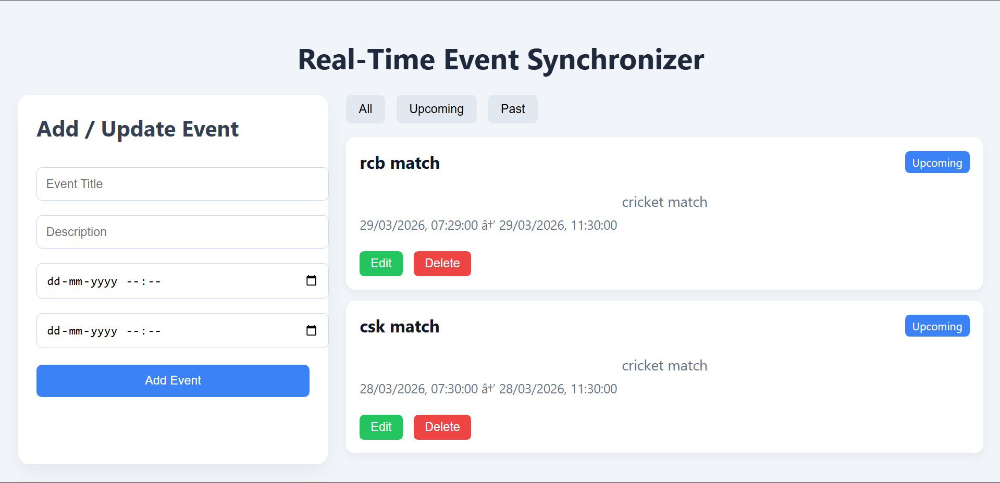 Real-Time Event Synchronizer
Add / Update Event
Event Title
Description
dd-mm-yyyy --:--
dd-mm-yyyy --:--
Add Event
All Upcoming Past
rcb match Upcoming
cricket match
29/03/2026, 07:29:00 â†’ 29/03/2026, 11:30:00
Edit Delete
csk match Upcoming
cricket match
28/03/2026, 07:30:00 â†’ 28/03/2026, 11:30:00
Edit Delete